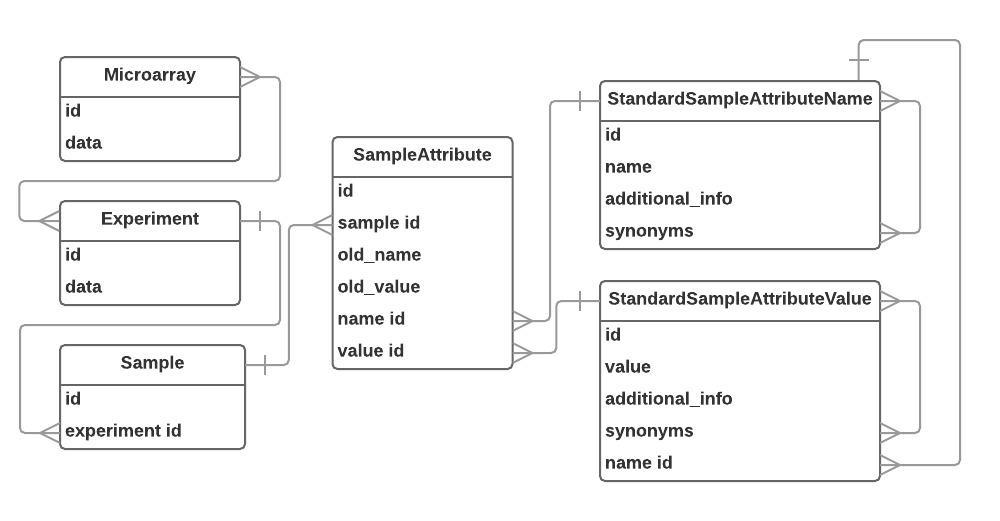 Microarray
id
data
Experiment
id
data
Sample
id
experiment id
SampleAttribute
id
sample id
old_name
old_value
name id
value id
StandardSampleAttributeName
id
name
additional_info
synonyms
StandardSampleAttributeValue
id
value
additional_info
synonyms
name id